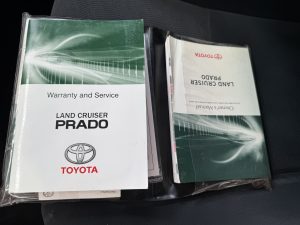 Warranty and Service
LAND CRUISER
PRADO
TOYOTA
TOYOTA
LAND CRUISER
PRADO
Owner's Manual